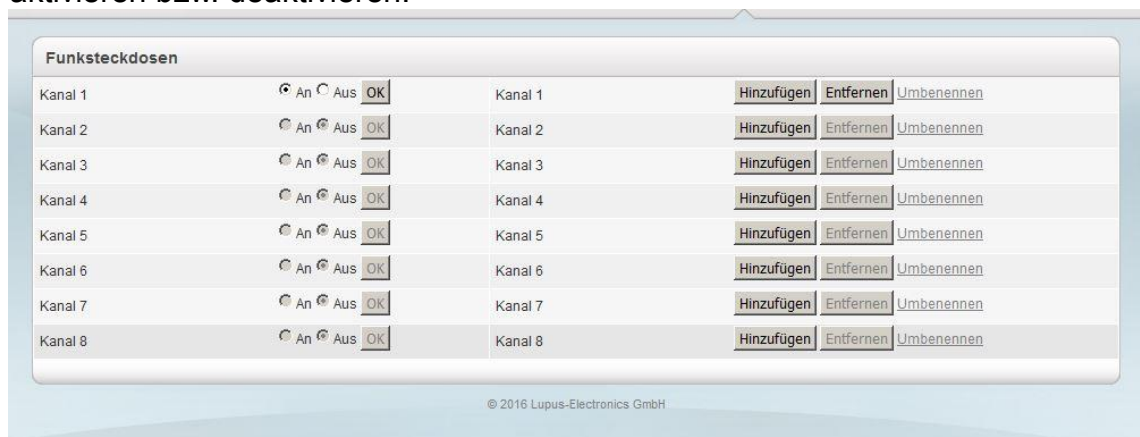 aktivieren bzw. deaktivieren.
Funksteckdosen
Kanal 1 An Aus OK Kanal 1 Hinzufügen Entfernen Umbenennen
Kanal 2 An Aus OK Kanal 2 Hinzufügen Entfernen Umbenennen
Kanal 3 An Aus OK Kanal 3 Hinzufügen Entfernen Umbenennen
Kanal 4 An Aus OK Kanal 4 Hinzufügen Entfernen Umbenennen
Kanal 5 An Aus OK Kanal 5 Hinzufügen Entfernen Umbenennen
Kanal 6 An Aus OK Kanal 6 Hinzufügen Entfernen Umbenennen
Kanal 7 An Aus OK Kanal 7 Hinzufügen Entfernen Umbenennen
Kanal 8 An Aus OK Kanal 8 Hinzufügen Entfernen Umbenennen
© 2016 Lupus-Electronics GmbH